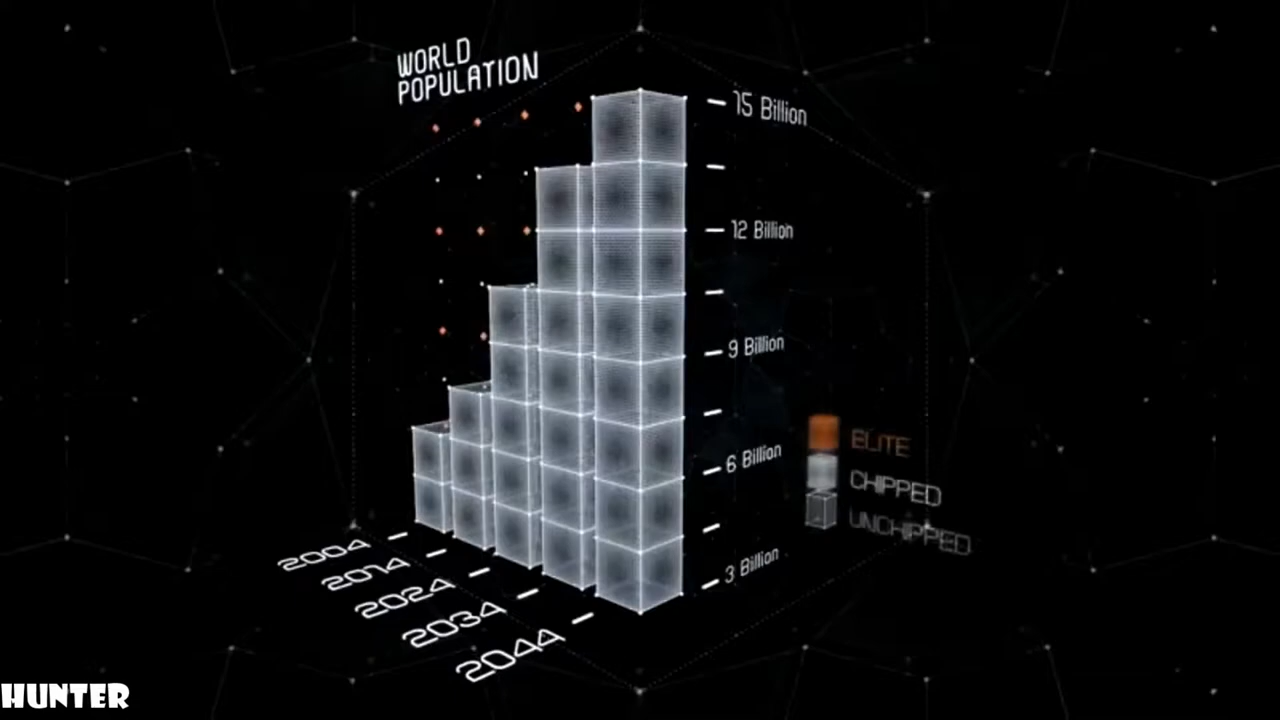 WORLD
POPULATION
15 Billion
12 Billion
9 Billion
6 Billion
3 Billion
ELITE
CHIPPED
UNCHIPPED
2004
2014
2024
2034
2044
HUNTER